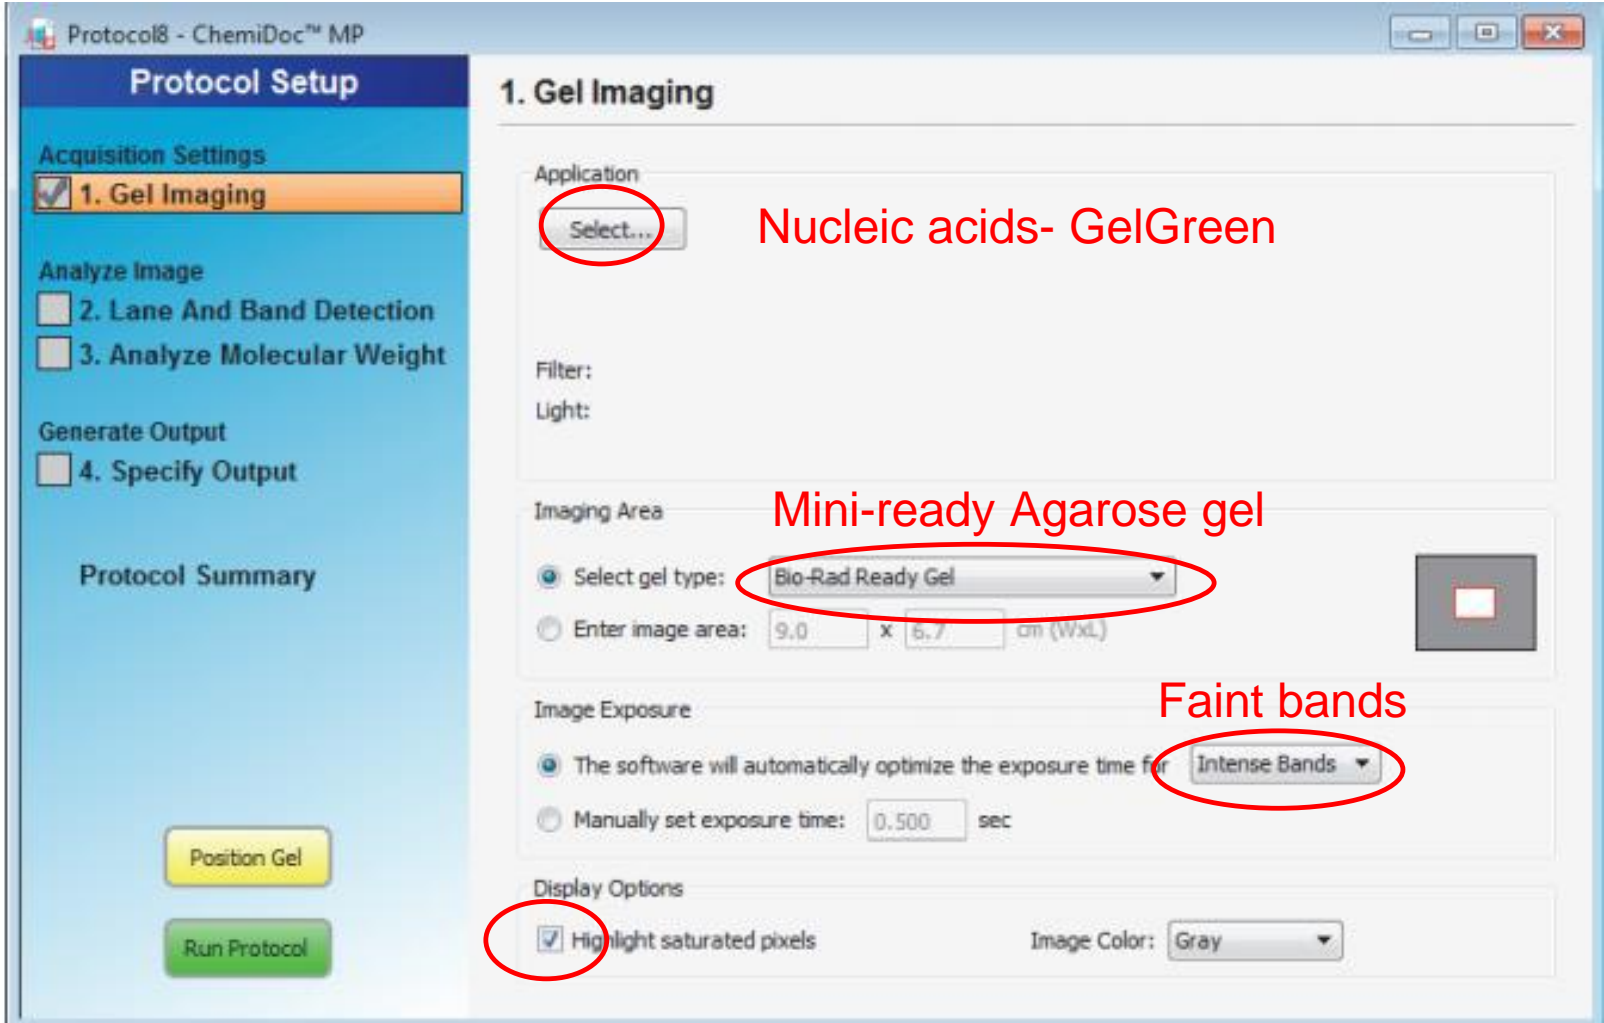 Protocol8 - ChemiDoc™ MP
Protocol Setup
Acquisition Settings
1. Gel Imaging
Analyze Image
2. Lane And Band Detection
3. Analyze Molecular Weight
Generate Output
4. Specify Output
Protocol Summary
Position Gel
Run Protocol
1. Gel Imaging
Application
Select...
Nucleic acids- GelGreen
Filter:
Light:
Imaging Area
Mini-ready Agarose gel
Select gel type: Bio-Rad Ready Gel
Enter image area: 9.0 x 6.7 cm (WxL)
Image Exposure
Faint bands
The software will automatically optimize the exposure time for Intense Bands
Manually set exposure time: 0.500 sec
Display Options
Highlight saturated pixels Image Color: Gray